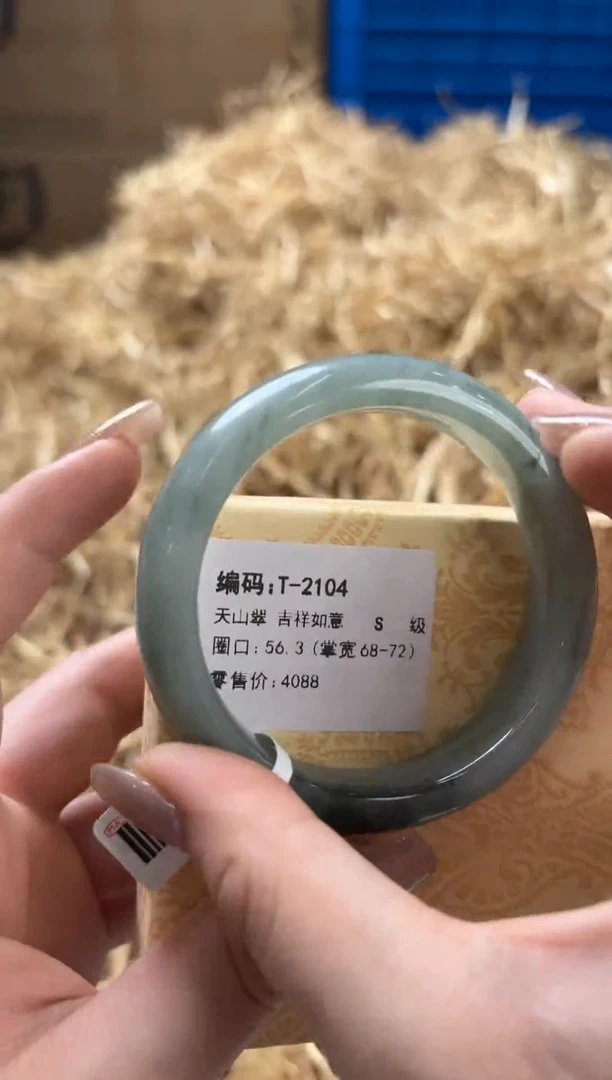 编码:T-2104
天山翠 吉祥如意 S 级
圈口:56.3(掌宽68-72)
零售价:4088